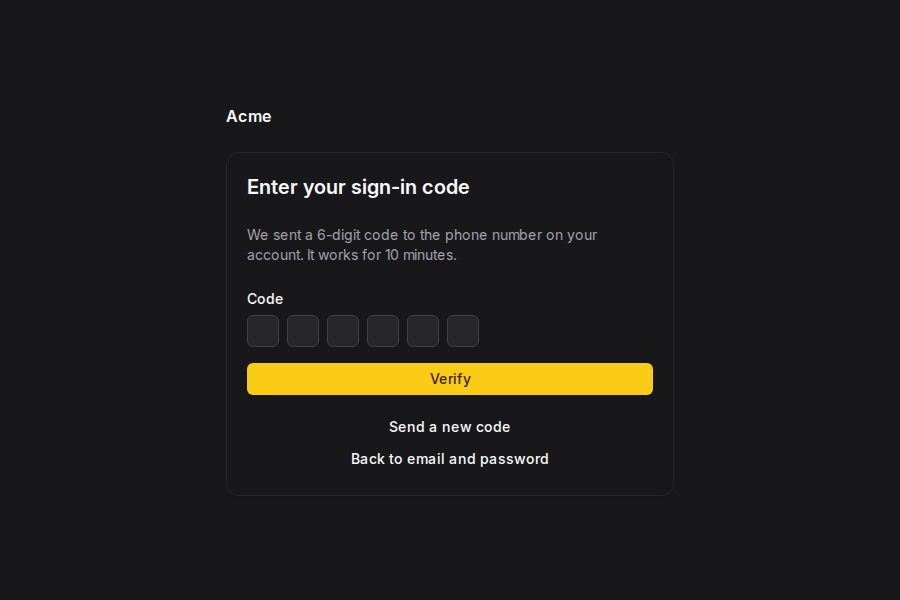 Acme
Enter your sign-in code
We sent a 6-digit code to the phone number on your
account. It works for 10 minutes.
Code
Verify
Send a new code
Back to email and password